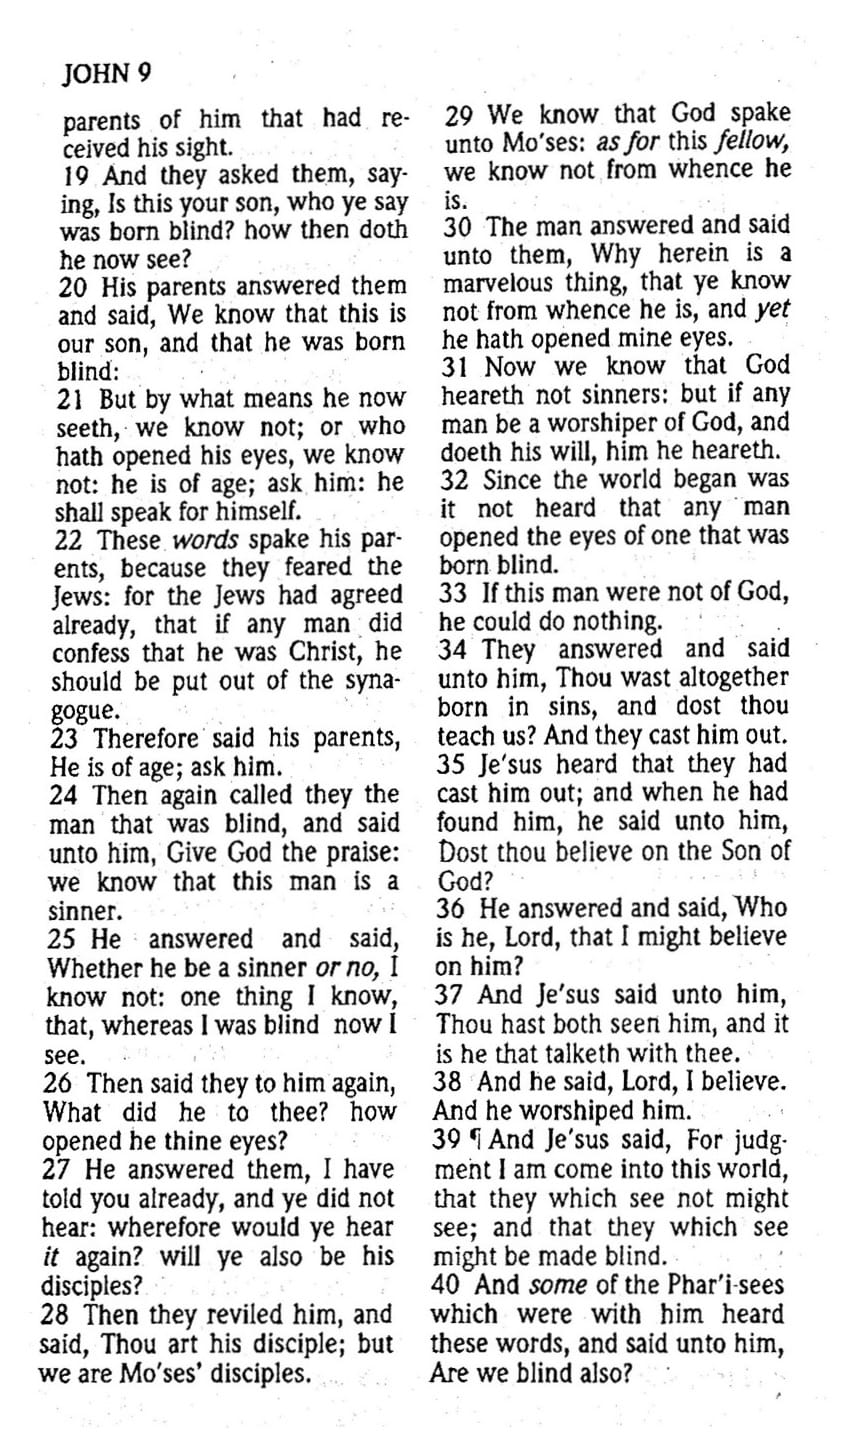 JOHN 9
parents of him that had re-
ceived his sight.
19 And they asked them, say-
ing, Is this your son, who ye say
was born blind? how then doth
he now see?
20 His parents answered them
and said, We know that this is
our son, and that he was born
blind:
21 But by what means he now
seeth, we know not; or who
hath opened his eyes, we know
not: he is of age; ask him: he
shall speak for himself.
22 These words spake his par-
ents, because they feared the
Jews: for the Jews had agreed
already, that if any man did
confess that he was Christ, he
should be put out of the syna-
gogue.
23 Therefore said his parents,
He is of age; ask him.
24 Then again called they the
man that was blind, and said
unto him, Give God the praise:
we know that this man is a
sinner.
25 He answered and said,
Whether he be a sinner or no, I
know not: one thing I know,
that, whereas I was blind now I
see.
26 Then said they to him again,
What did he to thee? how
opened he thine eyes?
27 He answered them, I have
told you already, and ye did not
hear: wherefore would ye hear
it again? will ye also be his
disciples?
28 Then they reviled him, and
said, Thou art his disciple; but
we are Mo'ses' disciples.
29 We know that God spake
unto Mo'ses: as for this fellow,
we know not from whence he
is.
30 The man answered and said
unto them, Why herein is a
marvelous thing, that ye know
not from whence he is, and yet
he hath opened mine eyes.
31 Now we know that God
heareth not sinners: but if any
man be a worshiper of God, and
doeth his will, him he heareth.
32 Since the world began was
it not heard that any man
opened the eyes of one that was
born blind.
33 If this man were not of God,
he could do nothing.
34 They answered and said
unto him, Thou wast altogether
born in sins, and dost thou
teach us? And they cast him out.
35 Je'sus heard that they had
cast him out; and when he had
found him, he said unto him,
Dost thou believe on the Son of
God?
36 He answered and said, Who
is he, Lord, that I might believe
on him?
37 And Je'sus said unto him,
Thou hast both seen him, and it
is he that talketh with thee.
38 And he said, Lord, I believe.
And he worshiped him.
39 ¶ And Je'sus said, For judg-
ment I am come into this world,
that they which see not might
see; and that they which see
might be made blind.
40 And some of the Phar'i-sees
which were with him heard
these words, and said unto him,
Are we blind also?